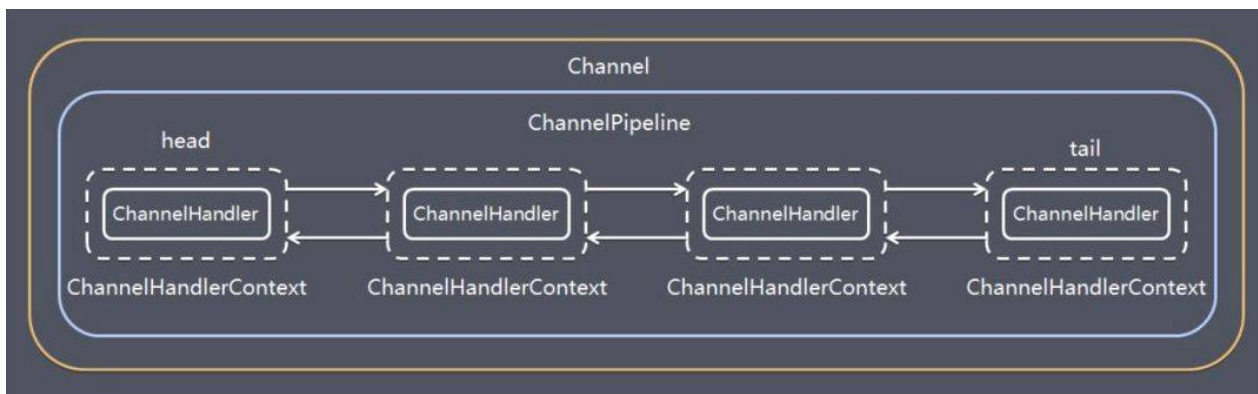 Channel
ChannelPipeline
head
tail
ChannelHandler
ChannelHandler
ChannelHandler
ChannelHandler
ChannelHandlerContext
ChannelHandlerContext
ChannelHandlerContext
ChannelHandlerContext